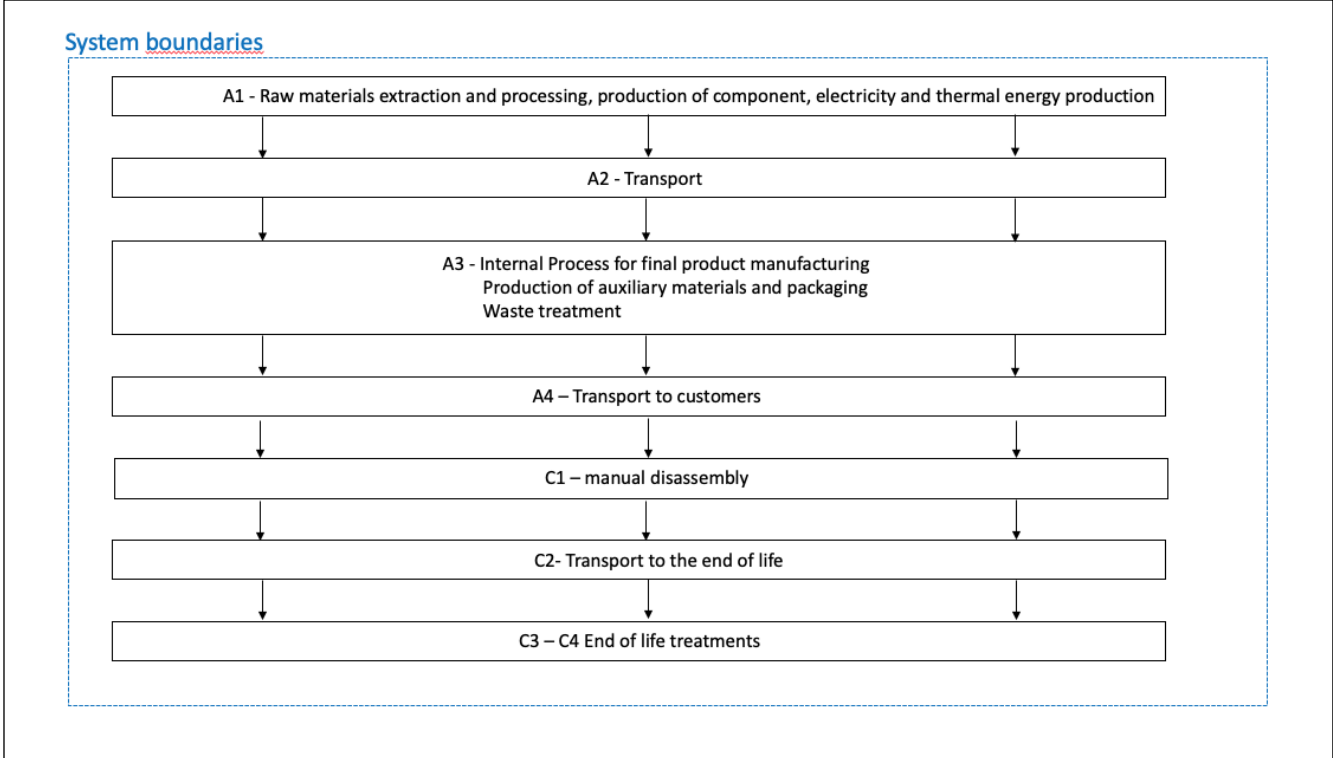 System boundaries
A1 - Raw materials extraction and processing, production of component, electricity and thermal energy production
A2 - Transport
A3 - Internal Process for final product manufacturing
Production of auxiliary materials and packaging
Waste treatment
A4 – Transport to customers
C1 – manual disassembly
C2- Transport to the end of life
C3 – C4 End of life treatments